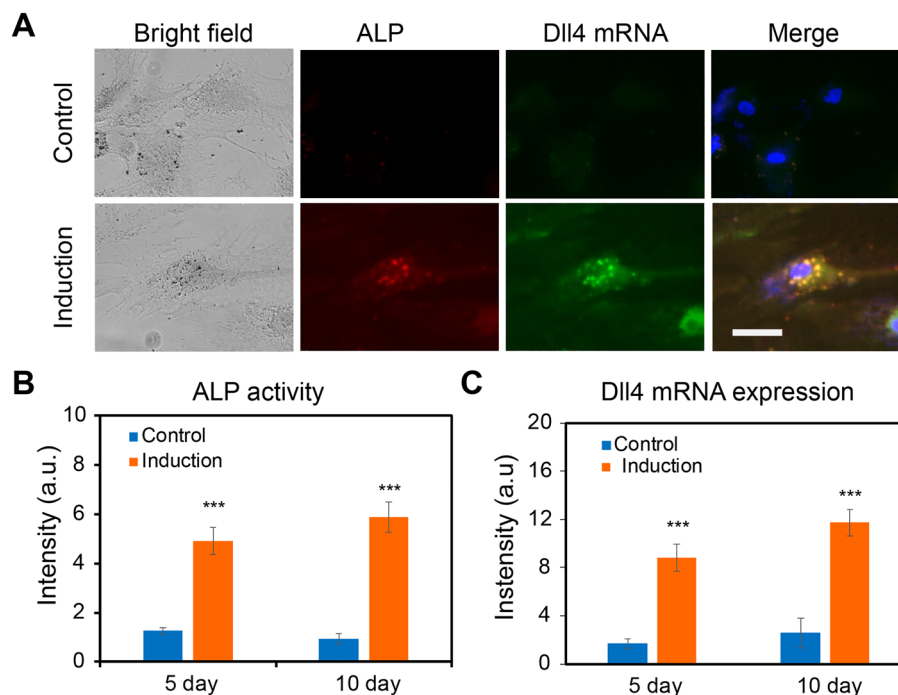 A
Bright field
ALP
Dll4 mRNA
Merge
Control
Induction
B
ALP activity
Intensity (a.u.)
10
8
6
4
2
0
Control
Induction
***
***
5 day
10 day
C
Dll4 mRNA expression
Instensity (a.u)
20
16
12
8
4
0
Control
Induction
***
***
5 day
10 day